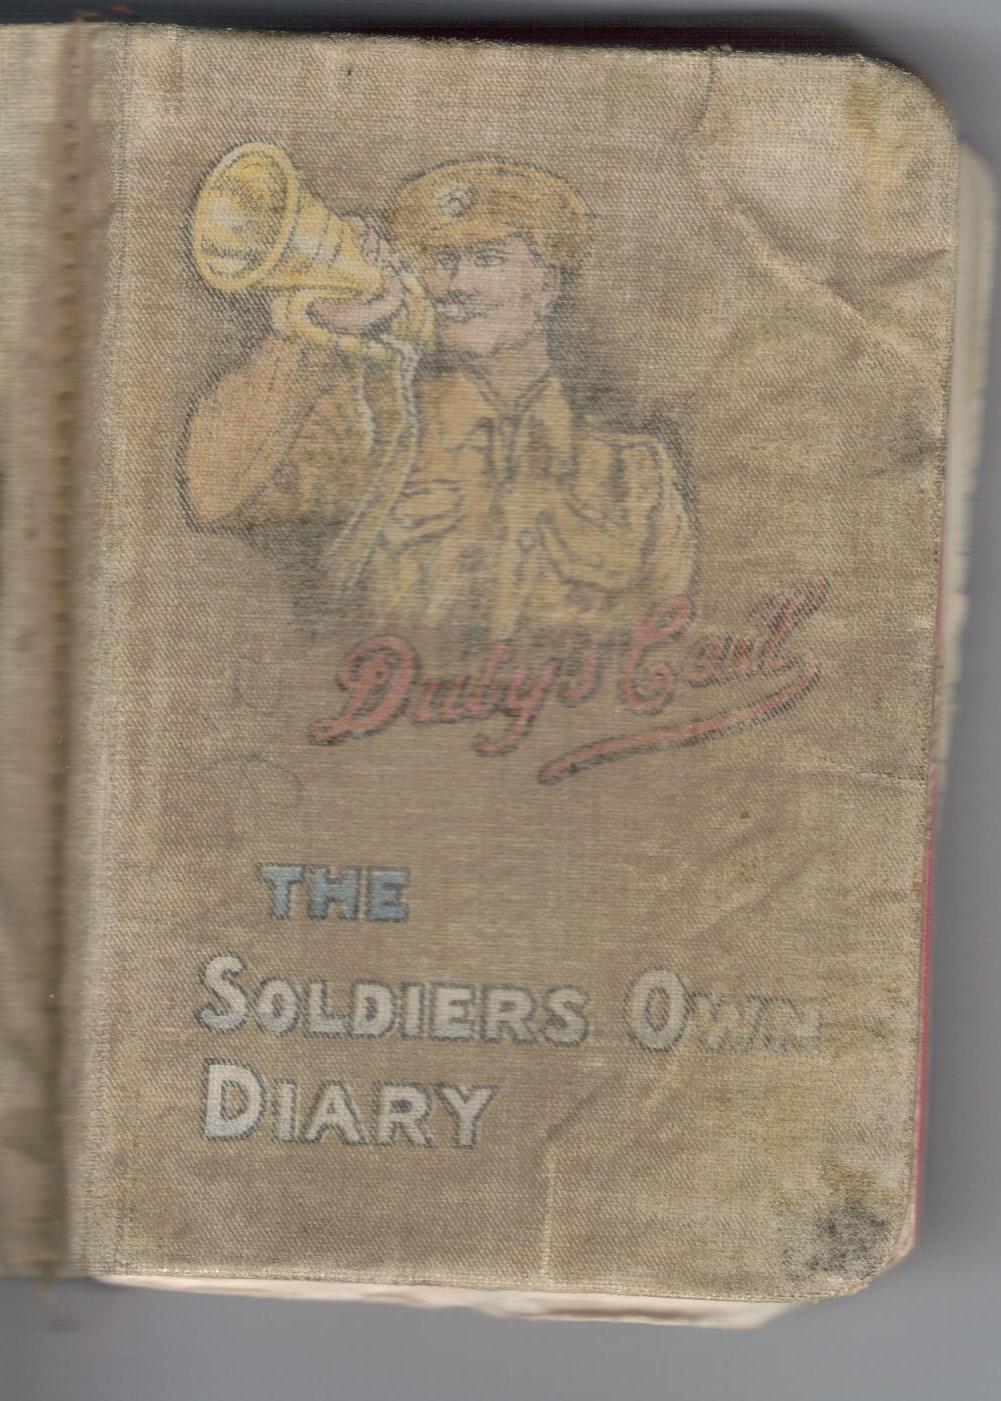 Duty's Call
THE
SOLDIERS OWN
DIARY